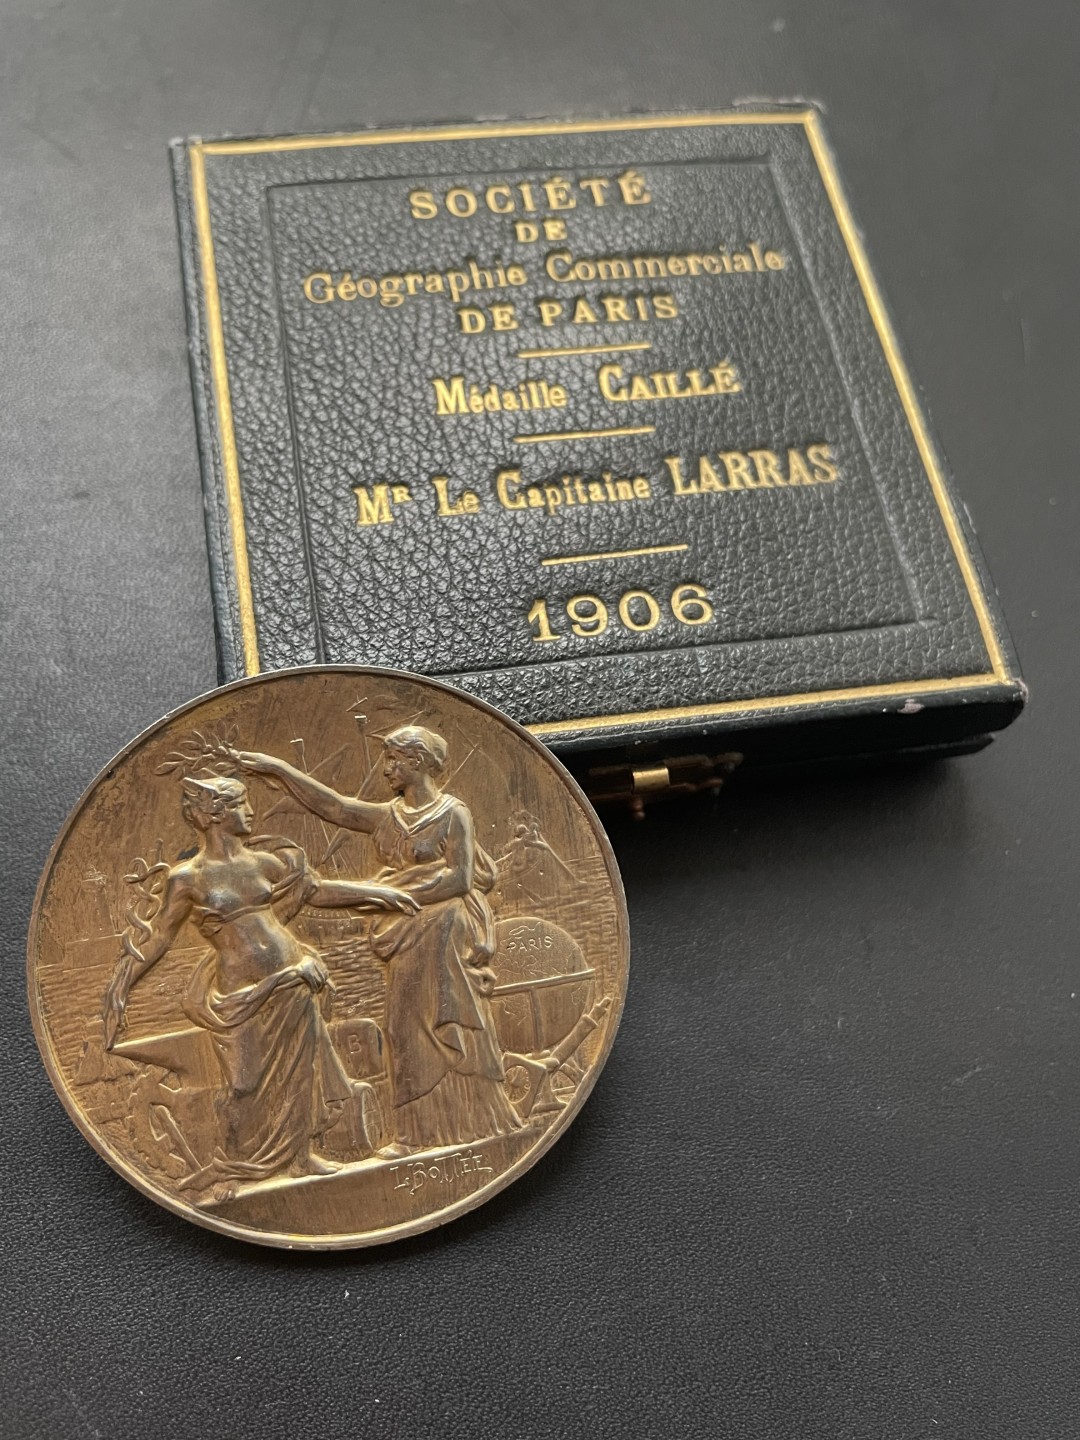 SOCIÉTÉ
DE
Géographie Commerciale
DE PARIS
Médaille CAILLÉ
MR Le Capitaine LARRAS
1906
PARIS
B
L.BOTTÉE